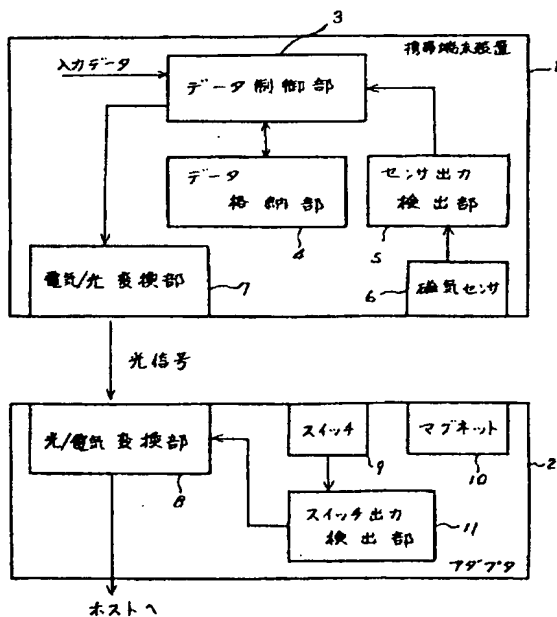 3
携帯端末装置
1
入力データ
データ制御部
データ
格納部
4
センサ出力
検出部
5
電気/光変換部
7
6
磁気センサ
光信号
光/電気変換部
8
スイッチ
9
マグネット
10
2
スイッチ出力
検出部
11
アダプタ
ホストへ